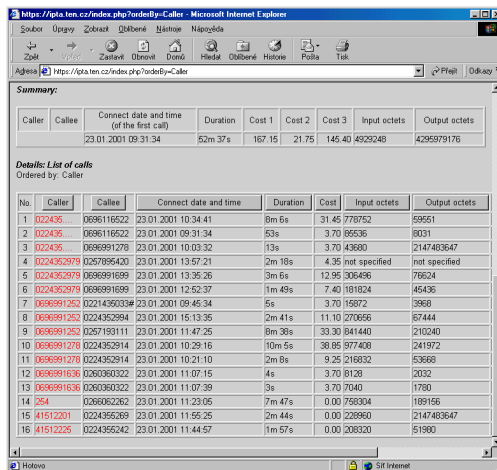 https://ipta.ten.cz/index.php?orderBy=Caller - Microsoft Internet Explorer
Soubor Úpravy Zobrazit Oblíbené Nástroje Nápověda
Zpět Vpřed Zastavit Obnovit Domů Hledat Oblíbené Historie Pošta Tisk
Adresa https://ipta.ten.cz/index.php?orderBy=Caller Přejít Odkazy
Summary:
Caller Callee Connect date and time (of the first call) Duration Cost 1 Cost 2 Cost 3 Input octets Output octets
23.01.2001 09:31:34 52m 37s 167.15 21.75 145.40 4929248 4295979176
Details: List of calls
Ordered by: Caller
No. Caller Callee Connect date and time Duration Cost Input octets Output octets
1 022435.... 0696116522 23.01.2001 10:34:41 8m 6s 31.45 778752 59551
2 022435.... 0696116522 23.01.2001 09:31:34 53s 3.70 85536 8031
3 022435.... 0696991278 23.01.2001 10:03:32 13s 3.70 43680 2147483647
4 0224352979 0257895420 23.01.2001 13:57:21 2m 18s 4.35 not specified not specified
5 0224352979 0696991699 23.01.2001 13:35:26 3m 6s 12.95 306496 76624
6 0224352979 0696991699 23.01.2001 12:52:37 1m 49s 7.40 181824 45436
7 0696991252 0221435033# 23.01.2001 09:45:34 5s 3.70 15872 3968
8 0696991252 0224352994 23.01.2001 15:13:35 2m 41s 11.10 270656 67444
9 0696991252 0257193111 23.01.2001 11:47:25 8m 38s 33.30 841440 210240
10 0696991278 0224352914 23.01.2001 10:29:16 10m 5s 38.85 977408 241972
11 0696991278 0224352914 23.01.2001 10:21:10 2m 8s 9.25 216832 53668
12 0696991636 0260360322 23.01.2001 11:07:15 4s 3.70 8128 2032
13 0696991636 0260360322 23.01.2001 11:07:39 3s 3.70 7040 1780
14 254 0266062262 23.01.2001 11:23:05 7m 47s 0.00 758304 189156
15 41512201 0224355269 23.01.2001 11:55:25 2m 44s 0.00 228960 2147483647
16 41512225 0224355242 23.01.2001 11:44:57 1m 57s 0.00 208320 51980
Hotovo Síť Internet